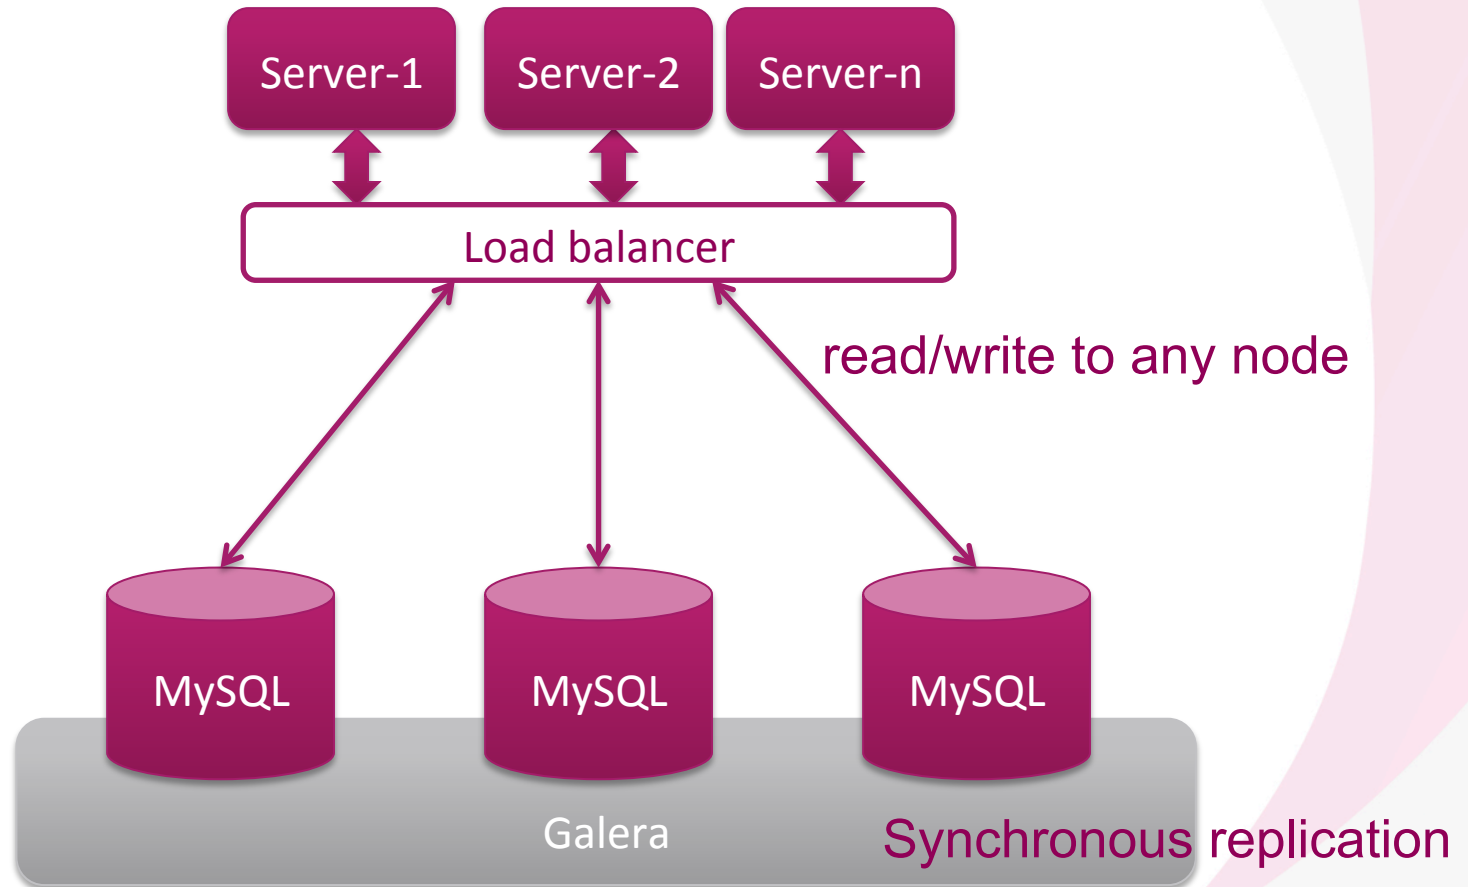 Server-1
Server-2
Server-n
Load balancer
read/write to any node
MySQL
MySQL
MySQL
Galera
Synchronous replication